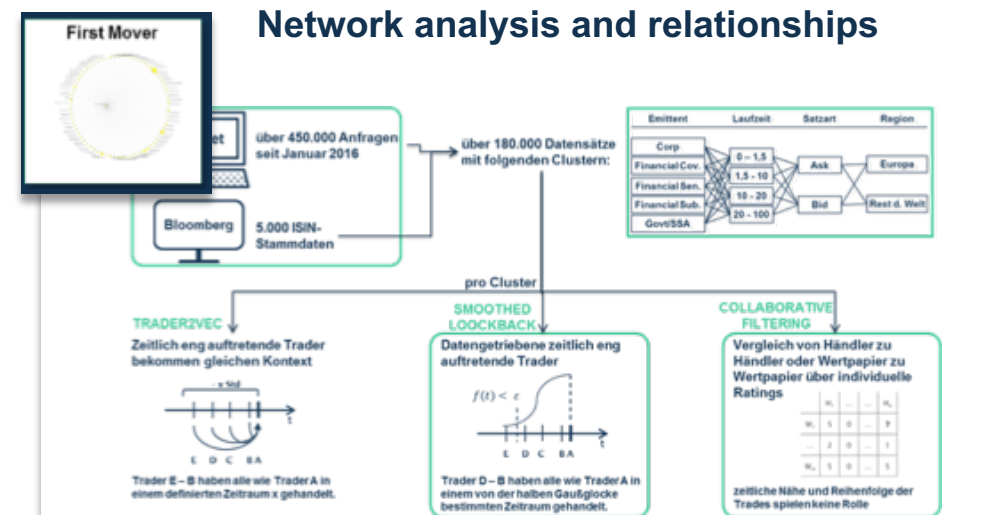 Network analysis and relationships
First Mover
et
über 450.000 Anfragen
seit Januar 2016
Bloomberg
5.000 ISIN-
Stammdaten
über 180.000 Datensätze
mit folgenden Clustern:
Emittent Laufzeit Satzart Region
Corp
Financial Cov.
Financial Sen.
Financial Sub.
Govt/SSA
0 – 1,5
1,5 - 10
10 - 20
20 - 100
Ask
Bid
Europa
Rest d. Welt
pro Cluster
TRADER2VEC
Zeitlich eng auftretende Trader
bekommen gleichen Kontext
- x Std
t
E D C B A
Trader E – B haben alle wie Trader A in
einem definierten Zeitraum x gehandelt.
SMOOTHED
LOOCKBACK
Datengetriebene zeitlich eng
auftretende Trader
f(t) < ε
t
E D C B A
Trader D – B haben alle wie Trader A in
einem von der halben Gaußglocke
bestimmten Zeitraum gehandelt.
COLLABORATIVE
FILTERING
Vergleich von Händler zu
Händler oder Wertpapier zu
Wertpapier über individuelle
Ratings
... ...
5 0 ... ?
... 2 0 ... 1
5 0 ... 5
zeitliche Nähe und Reihenfolge der
Trades spielen keine Rolle